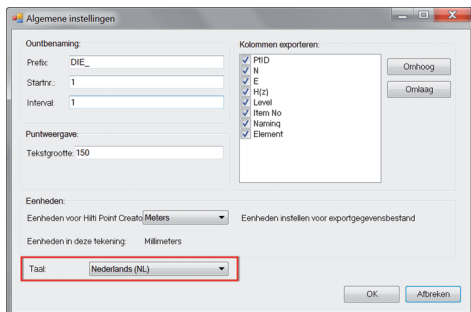 Algemene instellingen
Ountbenaming:
Prefix: DIE_
Startnr.: 1
Interval: 1
Puntweergave:
Tekstgrootte: 150
Kolommen exporteren:
PtID
N
E
H(z)
Level
Item No
Naming
Element
Omhoog
Omlaag
Eenheden:
Eenheden voor Hilti Point Creato Meters
Eenheden instellen voor exportgegevensbestand
Eenheden in deze tekening: Millimeters
Taal: Nederlands (NL)
OK
Afbreken